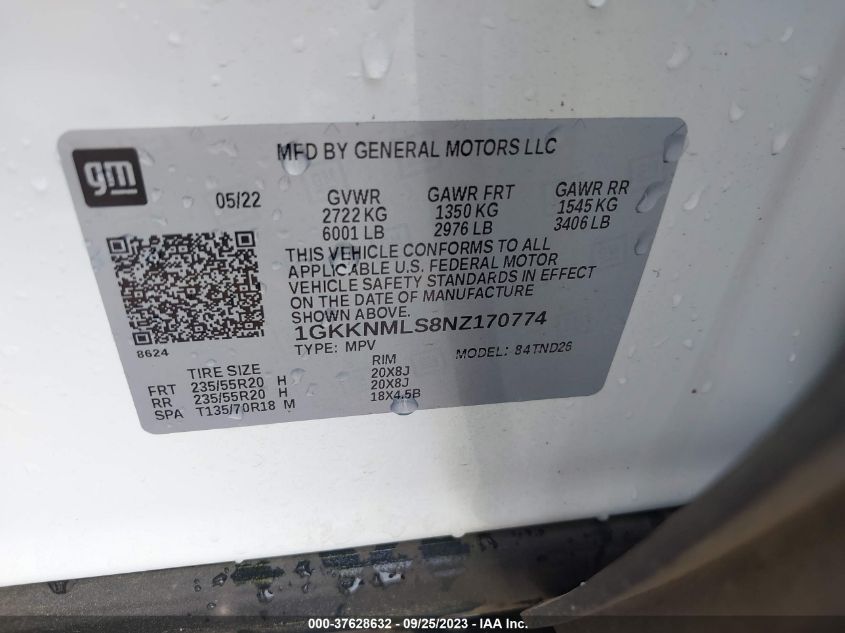 gm
MFD BY GENERAL MOTORS LLC
05/22 GVWR GAWR FRT GAWR RR
2722 KG 1350 KG 1545 KG
6001 LB 2976 LB 3406 LB
THIS VEHICLE CONFORMS TO ALL
APPLICABLE U.S. FEDERAL MOTOR
VEHICLE SAFETY STANDARDS IN EFFECT
ON THE DATE OF MANUFACTURE
SHOWN ABOVE.
1GKKNMLS8NZ170774
8624
TYPE: MPV MODEL: 84TND26
TIRE SIZE RIM
FRT 235/55R20 H 20X8J
RR 235/55R20 H 20X8J
SPA T135/70R18 M 18X4.5B
000-37628632 - 09/25/2023 - IAA Inc.